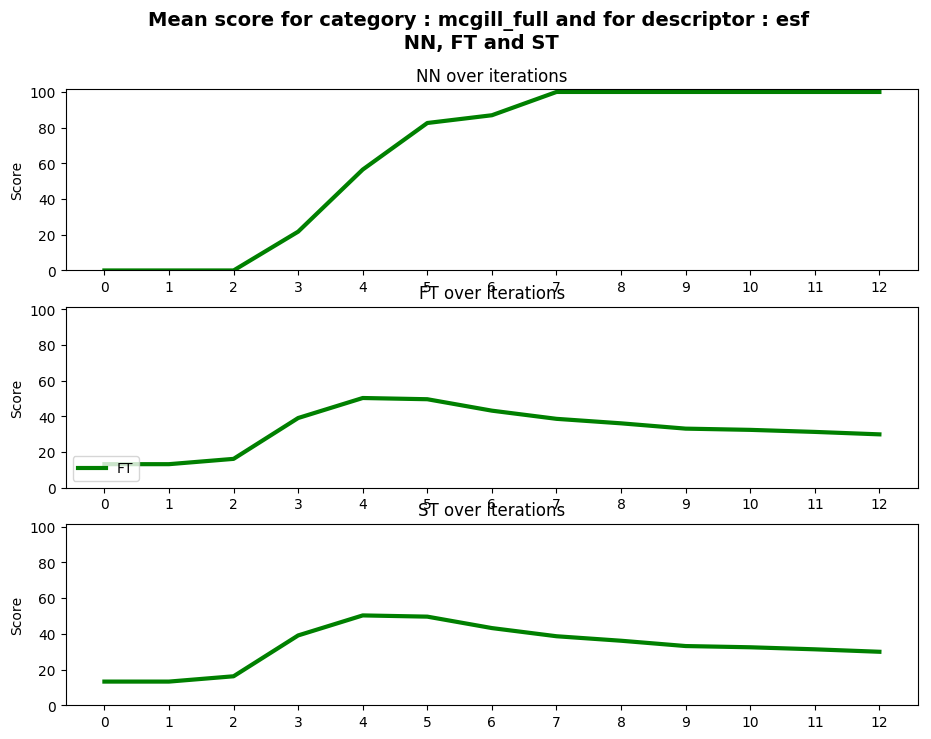 Mean score for category : mcgill_full and for descriptor : esf
NN, FT and ST
NN over iterations
Score
100
80
60
40
20
0
0 1 2 3 4 5 6 7 8 9 10 11 12
FT over iterations
Score
100
80
60
40
20
0
FT
0 1 2 3 4 5 6 7 8 9 10 11 12
ST over iterations
Score
100
80
60
40
20
0
0 1 2 3 4 5 6 7 8 9 10 11 12